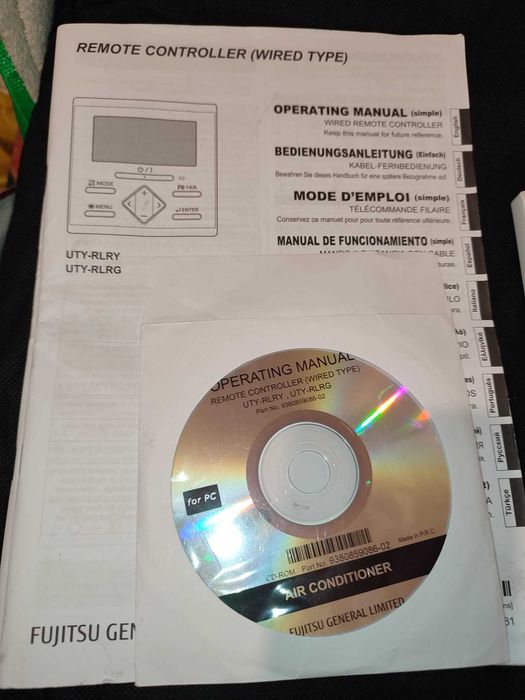 REMOTE CONTROLLER (WIRED TYPE)
MODE
FAN
MENU
ENTER
UTY-RLRY
UTY-RLRG
OPERATING MANUAL (simple)
WIRED REMOTE CONTROLLER
Keep this manual for future reference.
English
BEDIENUNGSANLEITUNG (Einfach)
KABEL-FERNBEDIENUNG
Bewahren Sie dieses Handbuch für eine spätere Bezugnahme auf.
Deutsch
MODE D'EMPLOI (simple)
TÉLÉCOMMANDE FILAIRE
Conservez ce manuel pour pour toute référence ultérieure.
Français
MANUAL DE FUNCIONAMIENTO (simple)
Español
Italiano
Ελληνικά
Português
Русский
Türkçe
OPERATING MANUAL
REMOTE CONTROLLER (WIRED TYPE)
UTY-RLRY , UTY-RLRG
Part No. 9380859086-02
for PC
CD-ROM Part No. 9380859086-02 Made in P.R.C.
AIR CONDITIONER
FUJITSU GENERAL LIMITED
FUJITSU GEN